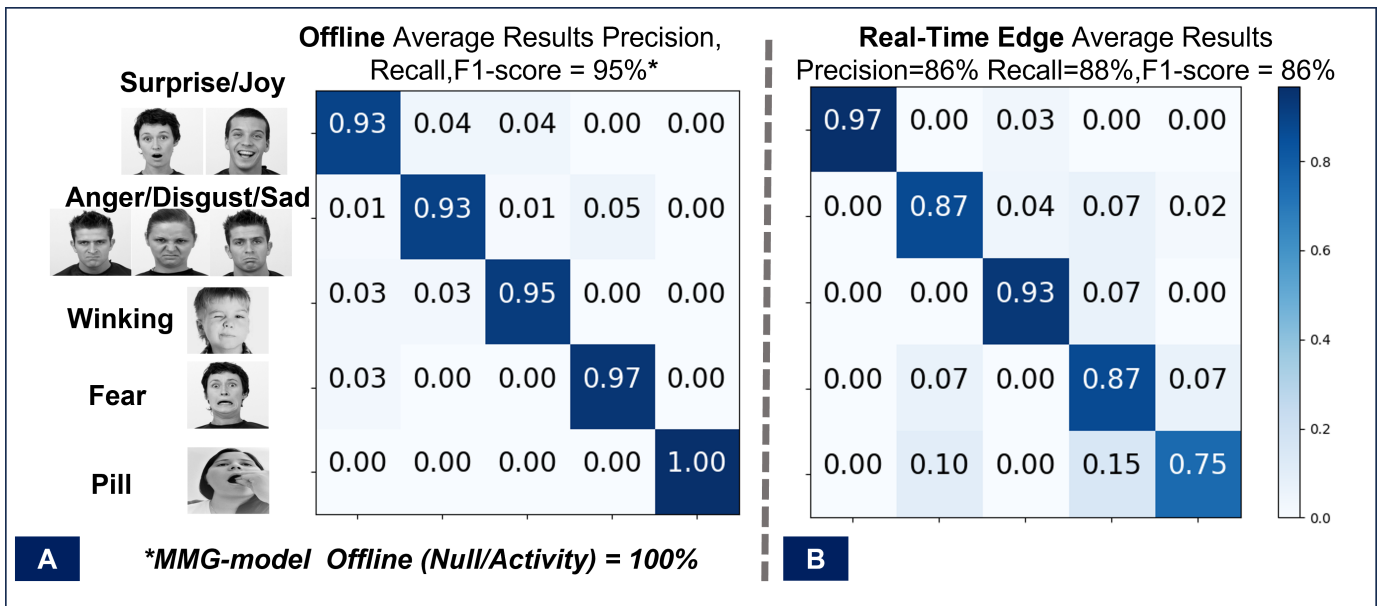 Offline Average Results Precision,
Recall,F1-score = 95%*
Surprise/Joy
Anger/Disgust/Sad
Winking
Fear
Pill
0.93 0.04 0.04 0.00 0.00
0.01 0.93 0.01 0.05 0.00
0.03 0.03 0.95 0.00 0.00
0.03 0.00 0.00 0.97 0.00
0.00 0.00 0.00 0.00 1.00
A
*MMG-model Offline (Null/Activity) = 100%
Real-Time Edge Average Results
Precision=86% Recall=88%,F1-score = 86%
0.97 0.00 0.03 0.00 0.00
0.00 0.87 0.04 0.07 0.02
0.00 0.00 0.93 0.07 0.00
0.00 0.07 0.00 0.87 0.07
0.00 0.10 0.00 0.15 0.75
0.8
0.6
0.4
0.2
0.0
B